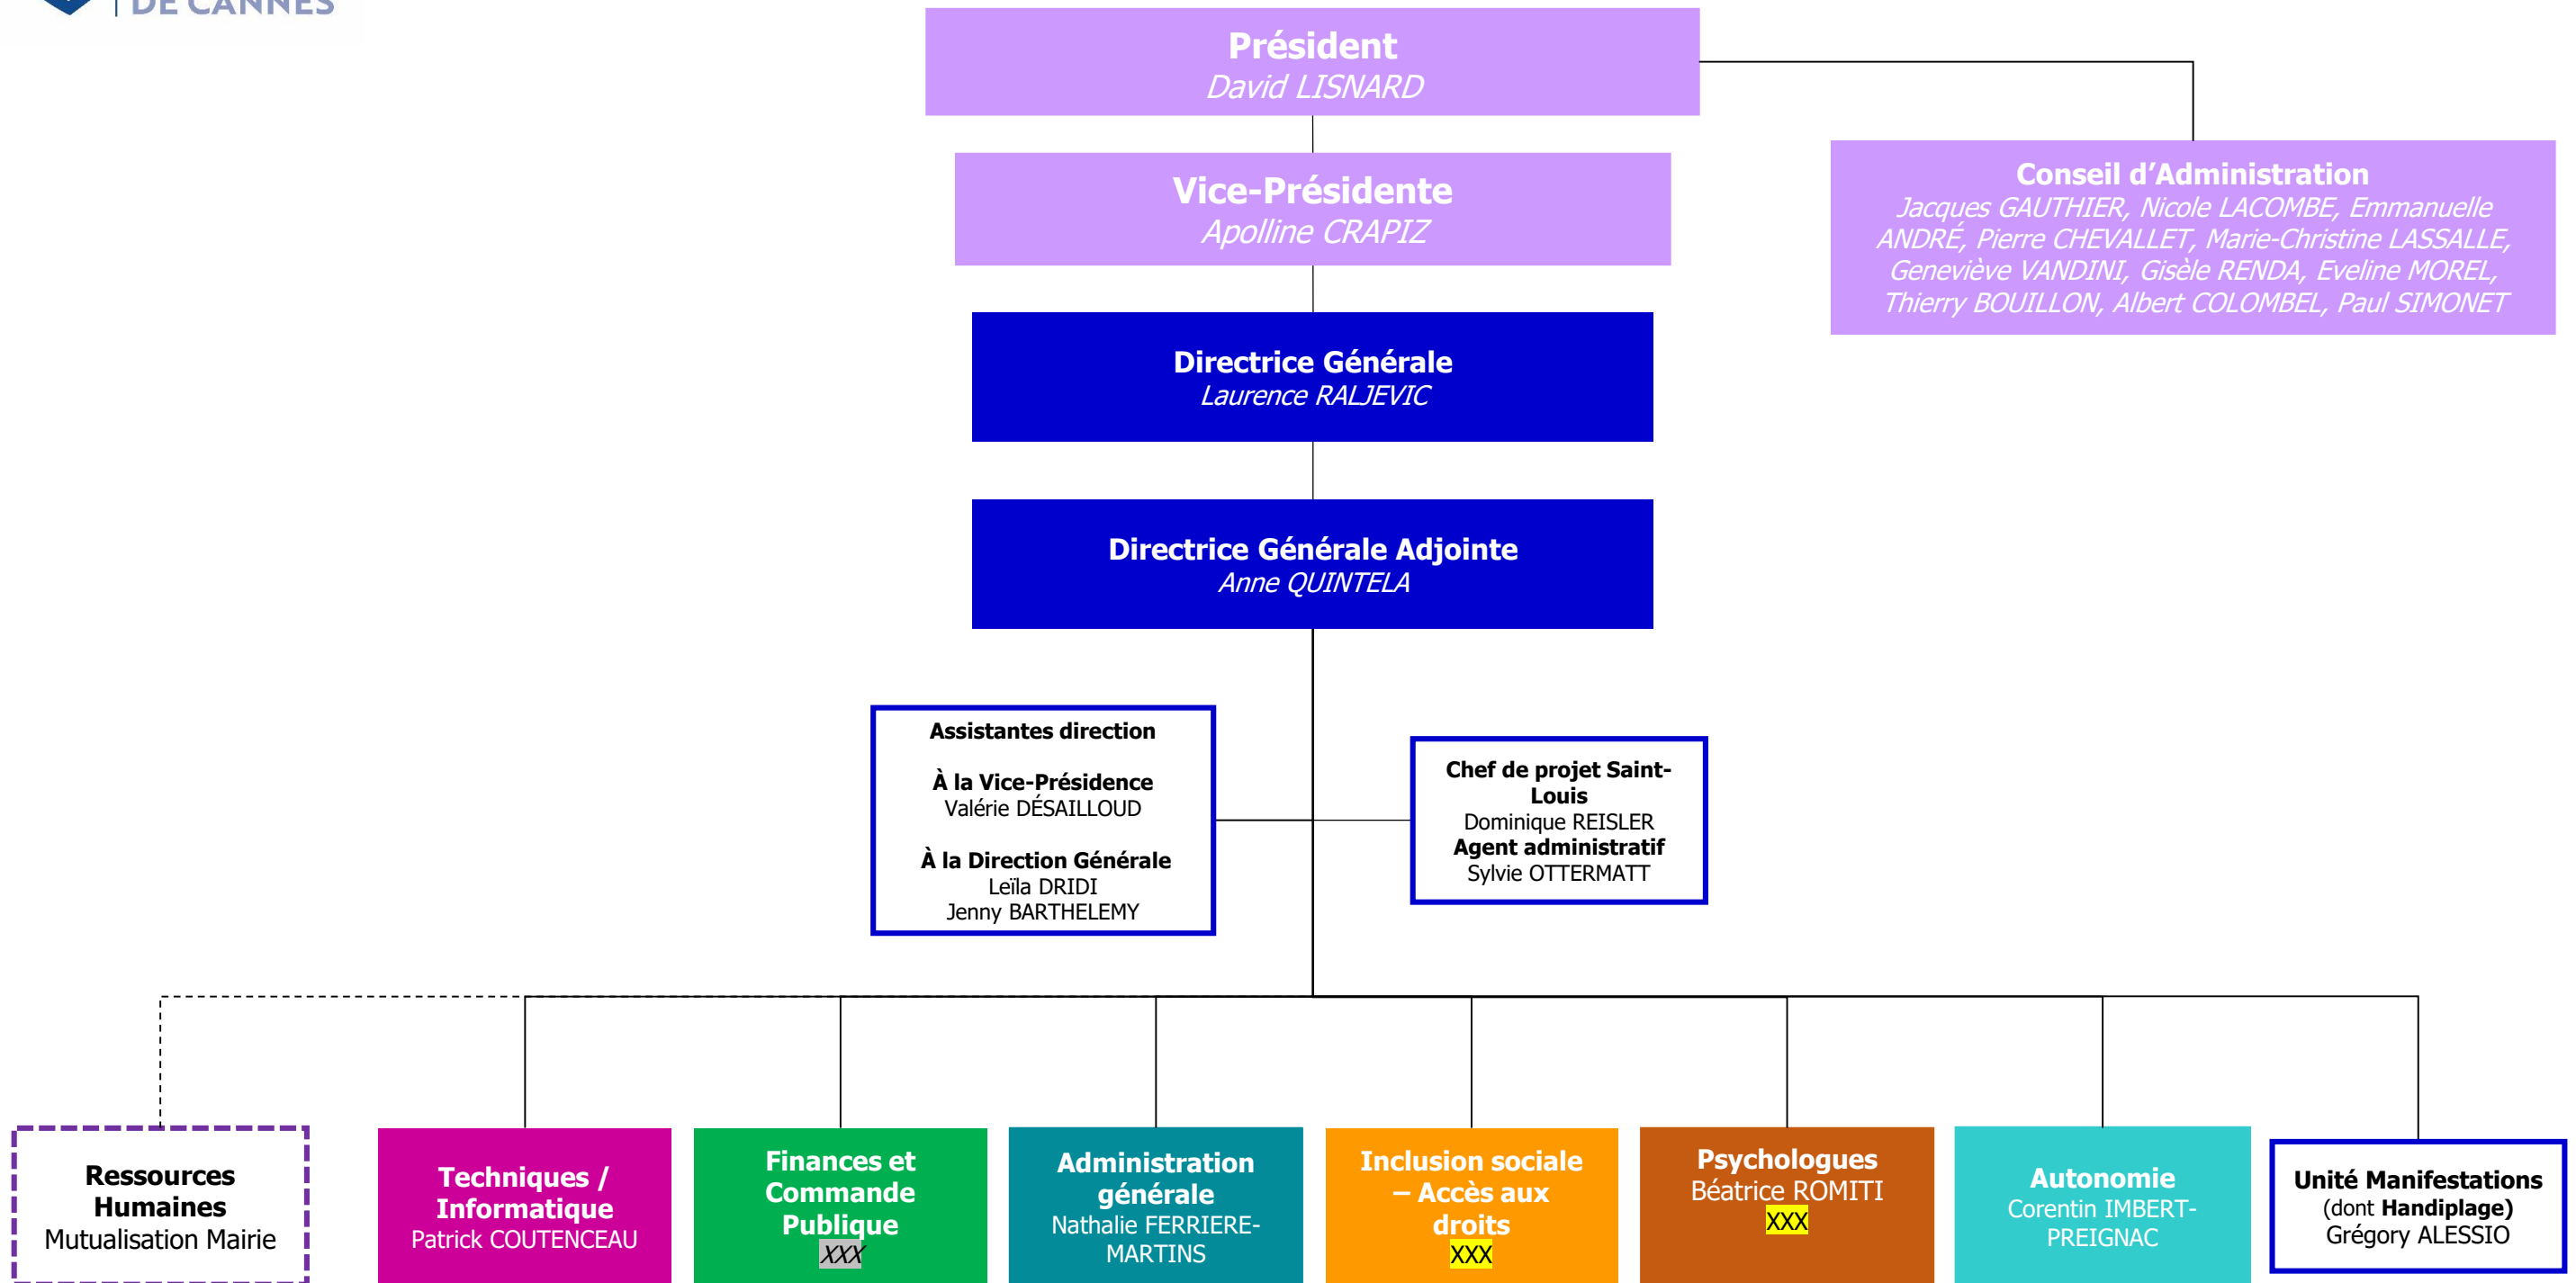 DE CANNES
Président
David LISNARD
Vice-Présidente
Apolline CRAPIZ
Conseil d’Administration
Jacques GAUTHIER, Nicole LACOMBE, Emmanuelle
ANDRÉ, Pierre CHEVALLET, Marie-Christine LASSALLE,
Geneviève VANDINI, Gisèle RENDA, Eveline MOREL,
Thierry BOUILLON, Albert COLOMBEL, Paul SIMONET
Directrice Générale
Laurence RALJEVIC
Directrice Générale Adjointe
Anne QUINTELA
Assistantes direction
À la Vice-Présidence
Valérie DÉSAILLOUD
À la Direction Générale
Leïla DRIDI
Jenny BARTHELEMY
Chef de projet Saint-
Louis
Dominique REISLER
Agent administratif
Sylvie OTTERMATT
Ressources
Humaines
Mutualisation Mairie
Techniques /
Informatique
Patrick COUTENCEAU
Finances et
Commande
Publique
XXX
Administration
générale
Nathalie FERRIERE-
MARTINS
Inclusion sociale
– Accès aux
droits
XXX
Psychologues
Béatrice ROMITI
XXX
Autonomie
Corentin IMBERT-
PREIGNAC
Unité Manifestations
(dont Handiplage)
Grégory ALESSIO